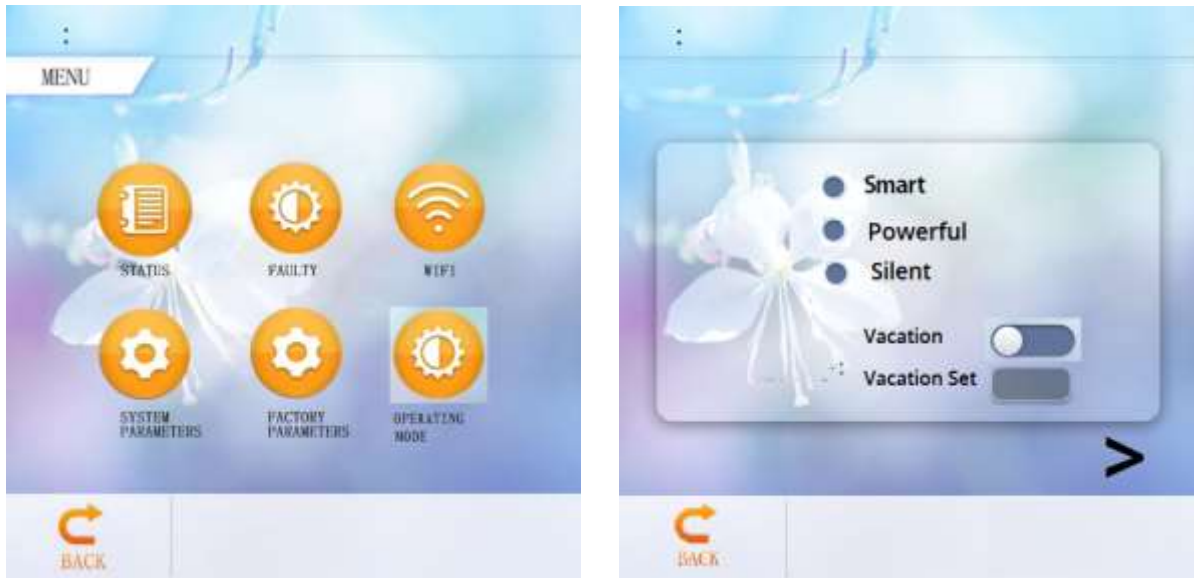 :
MENU
STATUS
FAULTY
WIFI
SYSTEM
PARAMETERS
FACTORY
PARAMETERS
OPERATING
MODE
BACK
:
Smart
Powerful
Silent
Vacation
Vacation Set
>
BACK